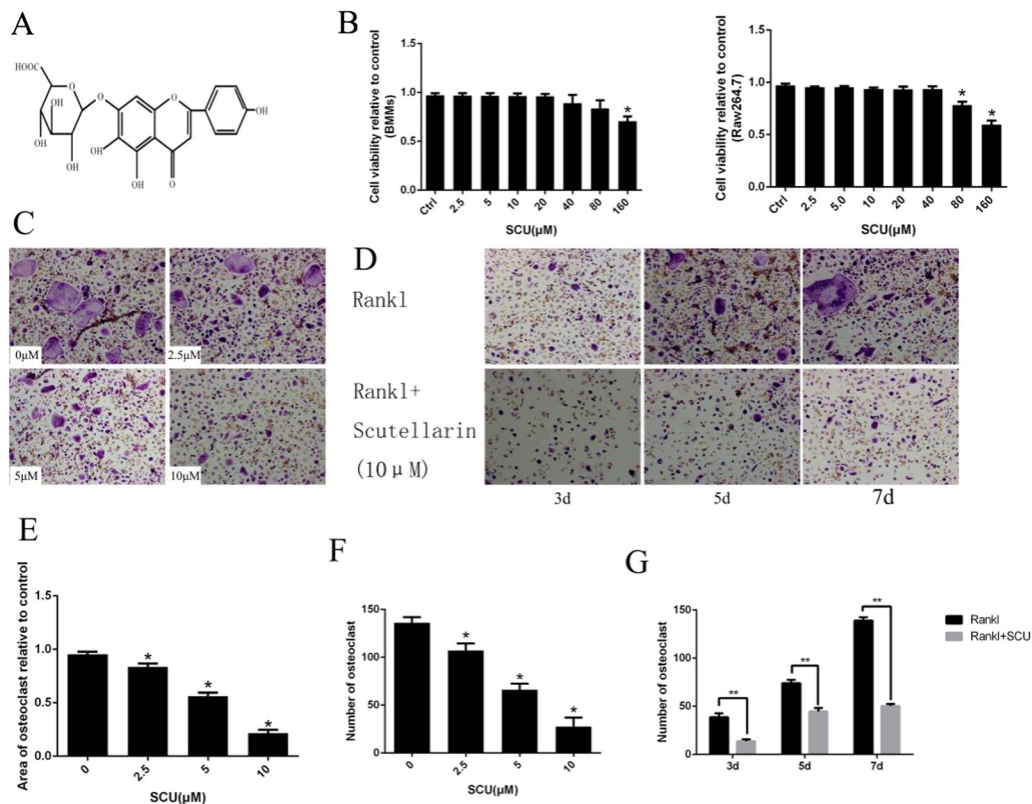 A
HOOC
O
OH
OH
OH
O
O
OH
HO
OH
O
OH
B
Cell viability relative to control
(BMMs)
1.5
1.0
0.5
0.0
Ctrl
2.5
5
10
20
40
80
160
*
SCU(μM)
Cell viability relative to control
(Raw264.7)
1.5
1.0
0.5
0.0
Ctrl
2.5
5.0
10
20
40
80
160
*
*
SCU(μM)
C
0μM
2.5μM
5μM
10μM
D
Rankl
Rankl+
Scutellarin
(10 μ M)
3d
5d
7d
E
Area of osteoclast relative to control
1.5
1.0
0.5
0.0
*
*
*
0
2.5
5
10
SCU(μM)
F
Number of osteoclast
150
100
50
0
*
*
*
0
2.5
5
10
SCU(μM)
G
Number of osteoclast
150
100
50
0
**
**
**
3d
5d
7d
Rankl
Rankl+SCU